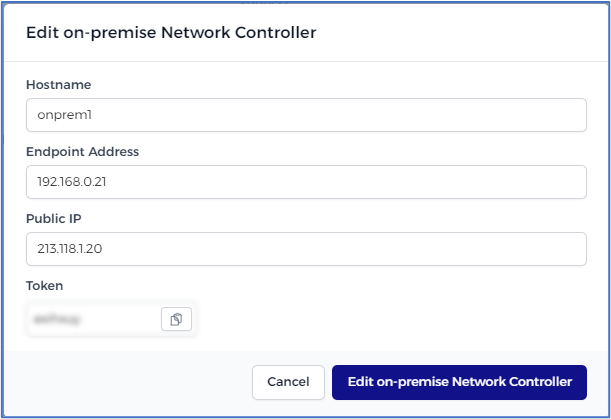 Edit on-premise Network Controller
Hostname
onprem1
Endpoint Address
192.168.0.21
Public IP
213.118.1.20
Token
Cancel
Edit on-premise Network Controller